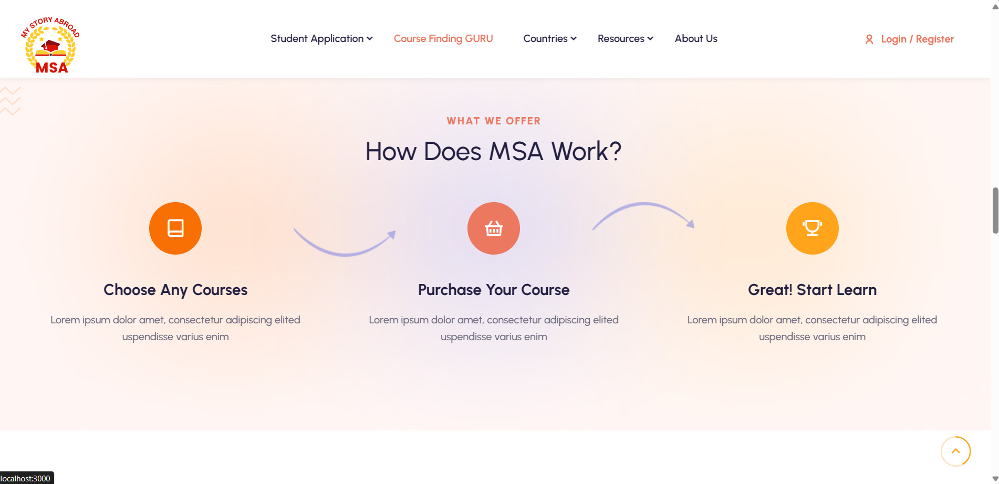 MY STORY ABROAD
MSA
Student Application
Course Finding GURU
Countries
Resources
About Us
Login / Register
WHAT WE OFFER
How Does MSA Work?
Choose Any Courses
Lorem ipsum dolor amet, consectetur adipiscing elited
uspendisse varius enim
Purchase Your Course
Lorem ipsum dolor amet, consectetur adipiscing elited
uspendisse varius enim
Great! Start Learn
Lorem ipsum dolor amet, consectetur adipiscing elited
uspendisse varius enim
localhost:3000